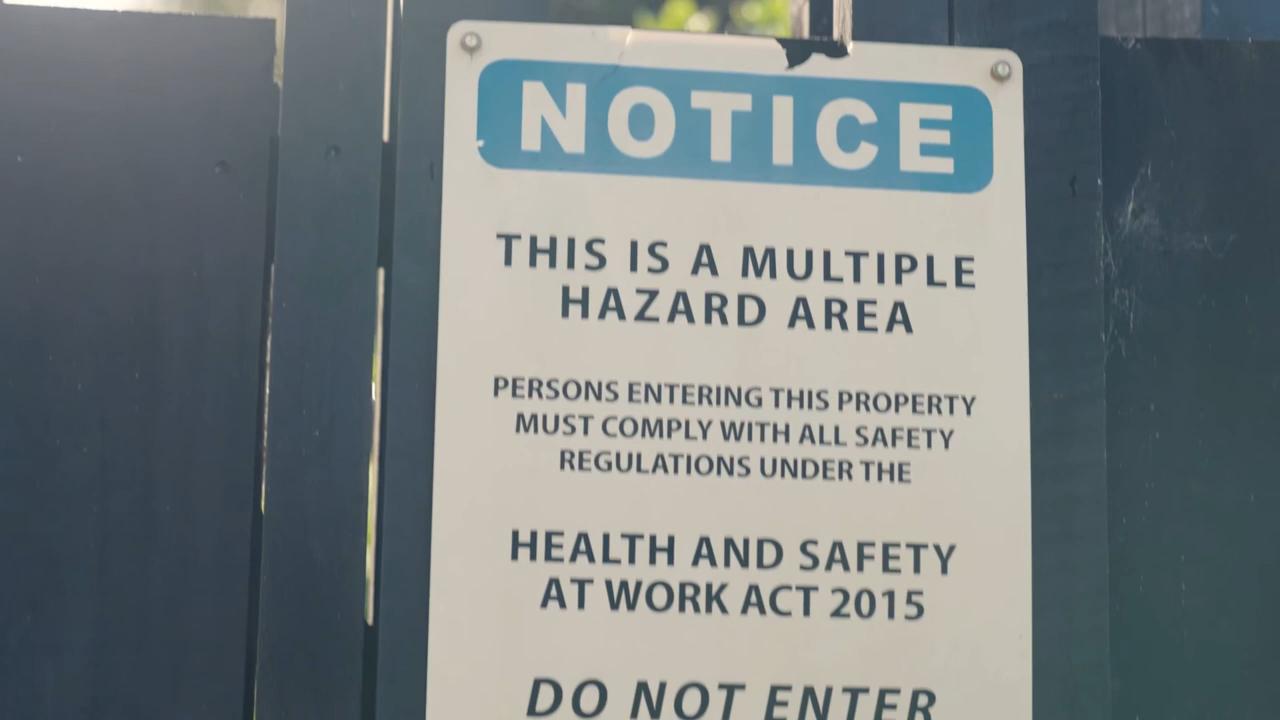 NOTICE
THIS IS A MULTIPLE
HAZARD AREA
PERSONS ENTERING THIS PROPERTY
MUST COMPLY WITH ALL SAFETY
REGULATIONS UNDER THE
HEALTH AND SAFETY
AT WORK ACT 2015
DO NOT ENTER